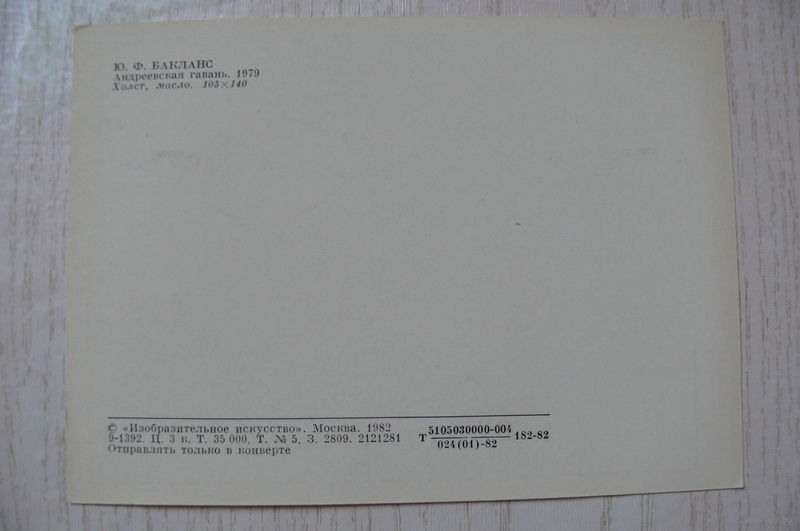 Ю. Ф. БАКЛАНС
Андреевская гавань. 1979
Холст, масло. 105×140
© «Изобразительное искусство». Москва. 1982
9-1392. Ц. 3 к. Т. 35 000. Т. № 5. З. 2809. 2121281
Отправлять только в конверте
Т 5105030000-004 182-82
024(01)-82